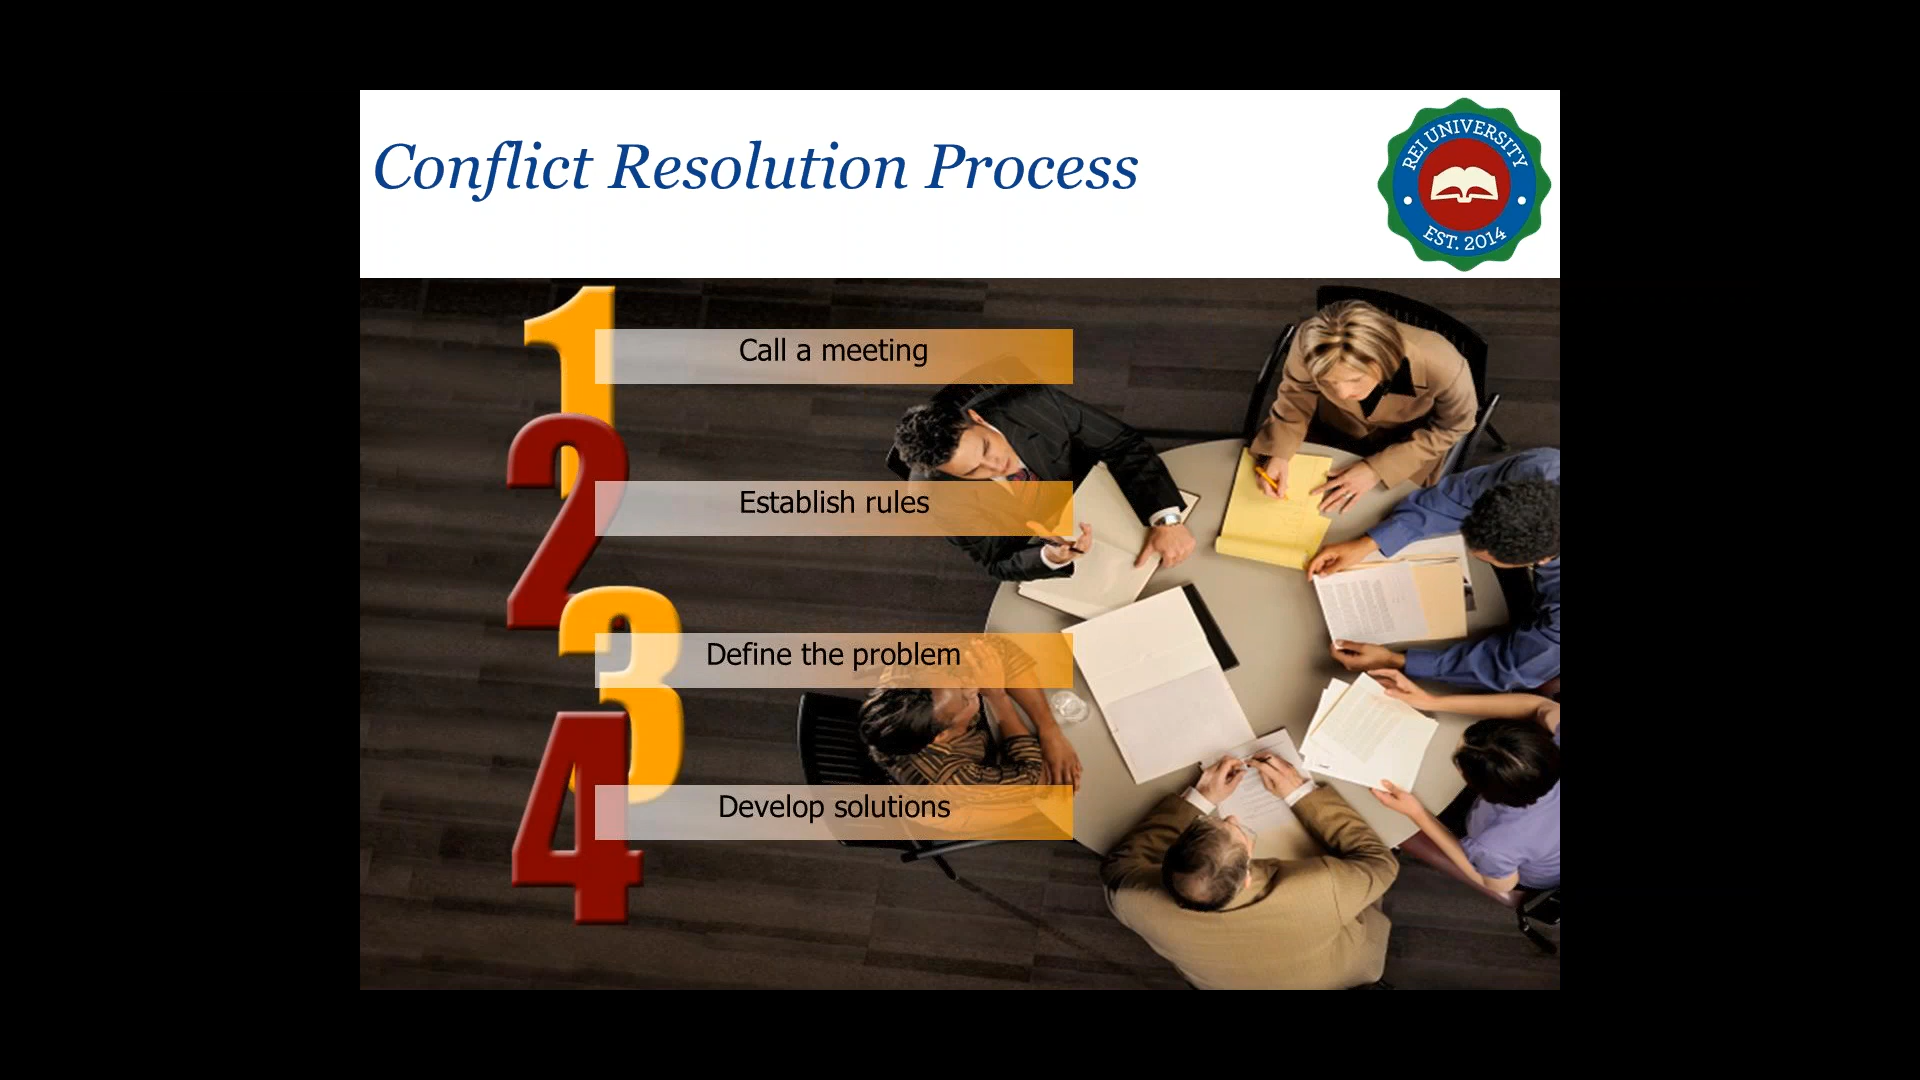 Conflict Resolution Process
REI UNIVERSITY
EST. 2014
1
Call a meeting
2
Establish rules
3
Define the problem
4
Develop solutions